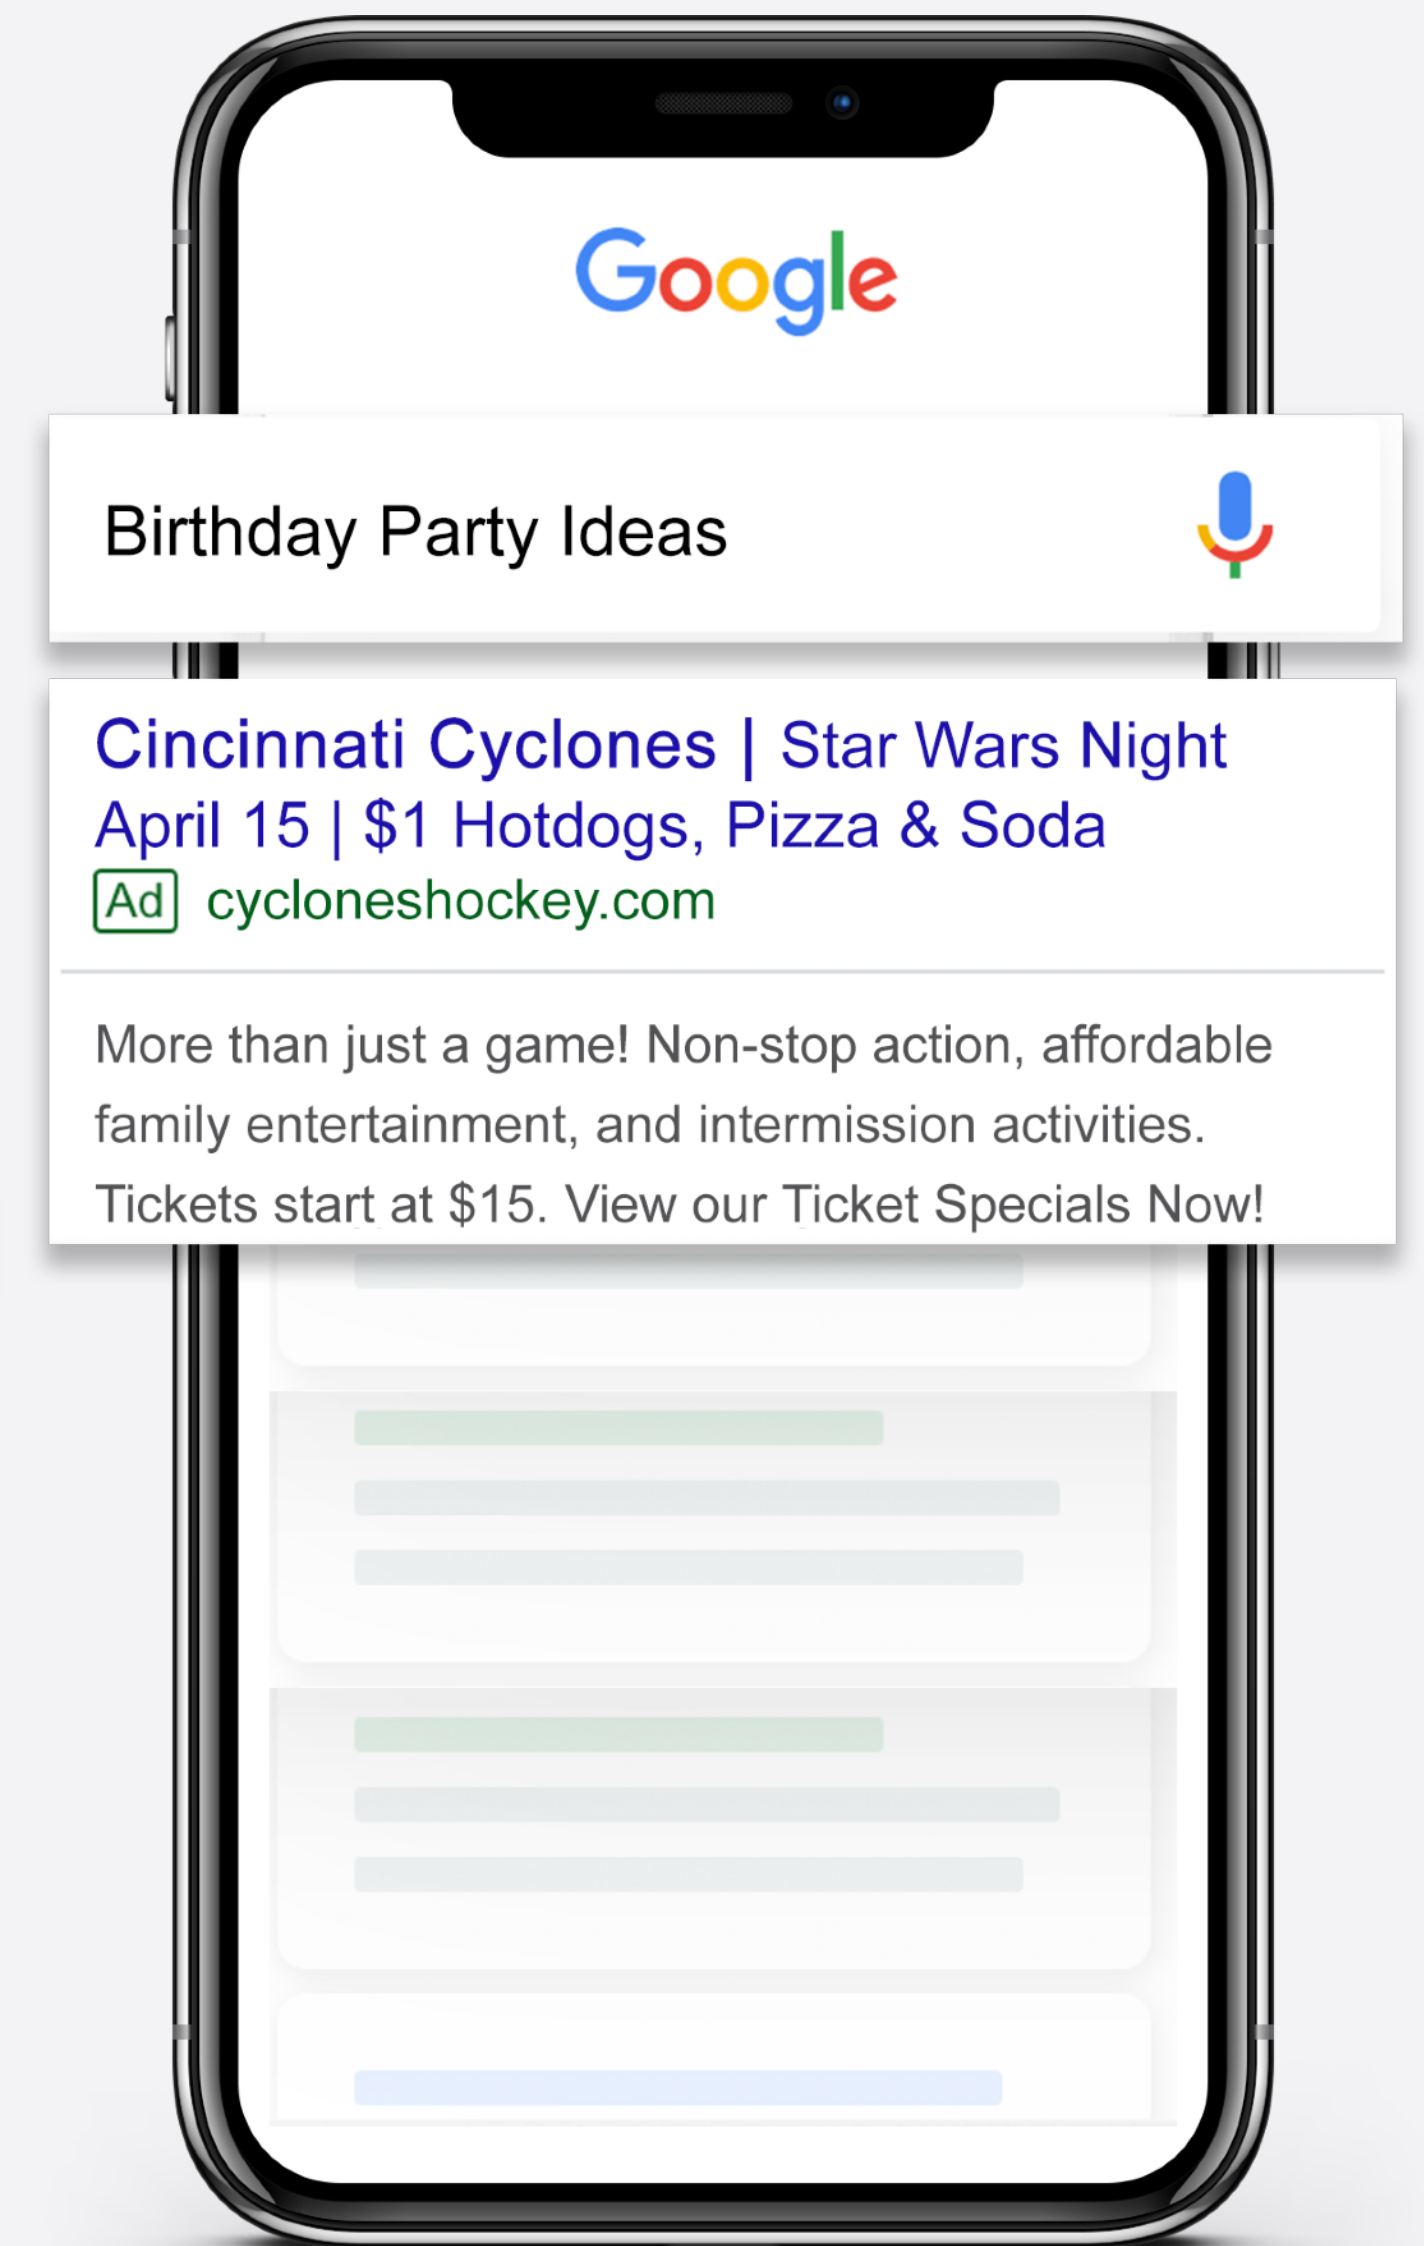 Google
Birthday Party Ideas
Cincinnati Cyclones | Star Wars Night
April 15 | $1 Hotdogs, Pizza & Soda
Ad cycloneshockey.com
More than just a game! Non-stop action, affordable
family entertainment, and intermission activities.
Tickets start at $15. View our Ticket Specials Now!